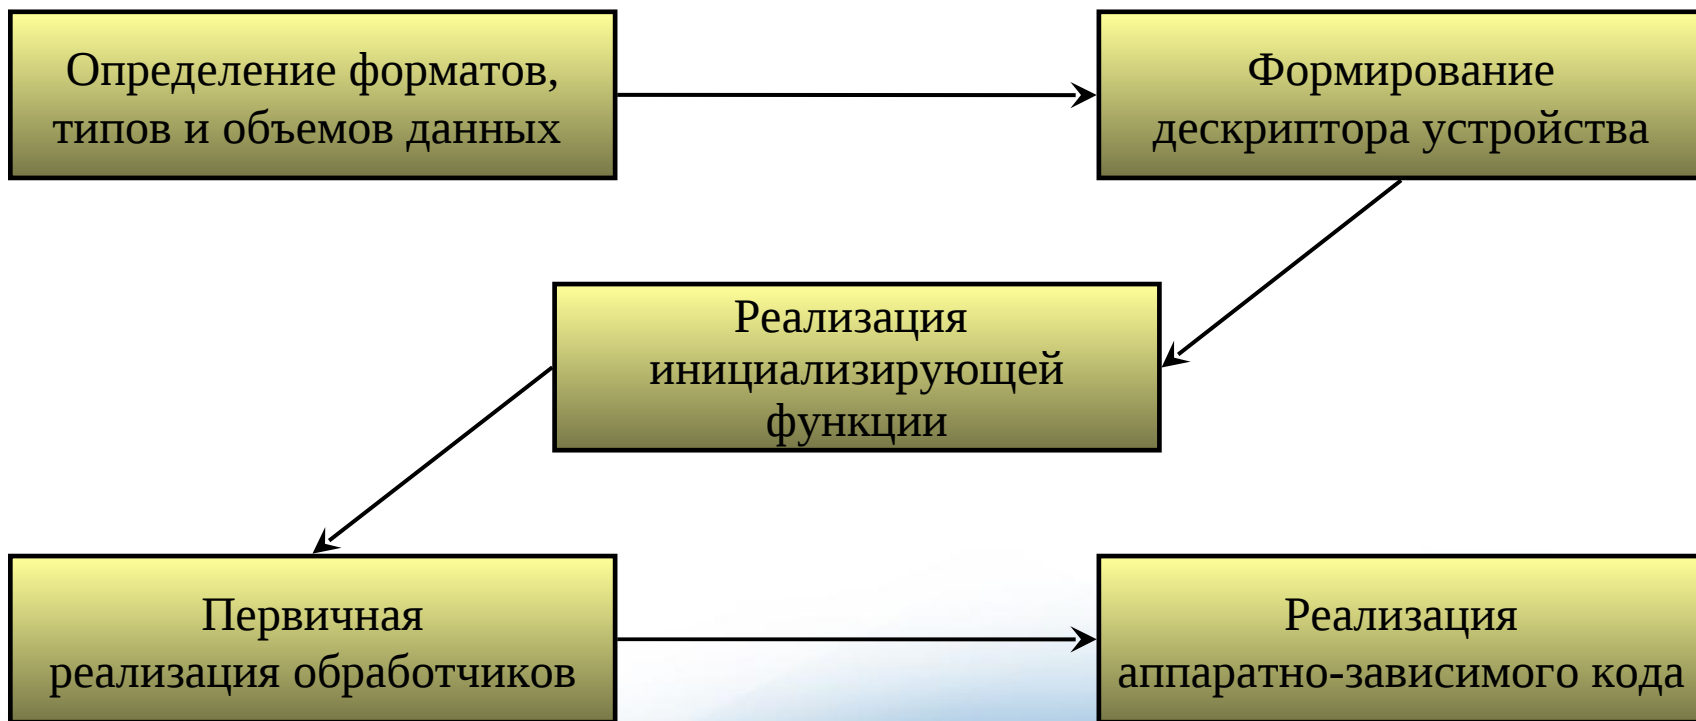 Определение форматов,
типов и объемов данных
Формирование
дескриптора устройства
Реализация
инициализирующей
функции
Первичная
реализация обработчиков
Реализация
аппаратно-зависимого кода